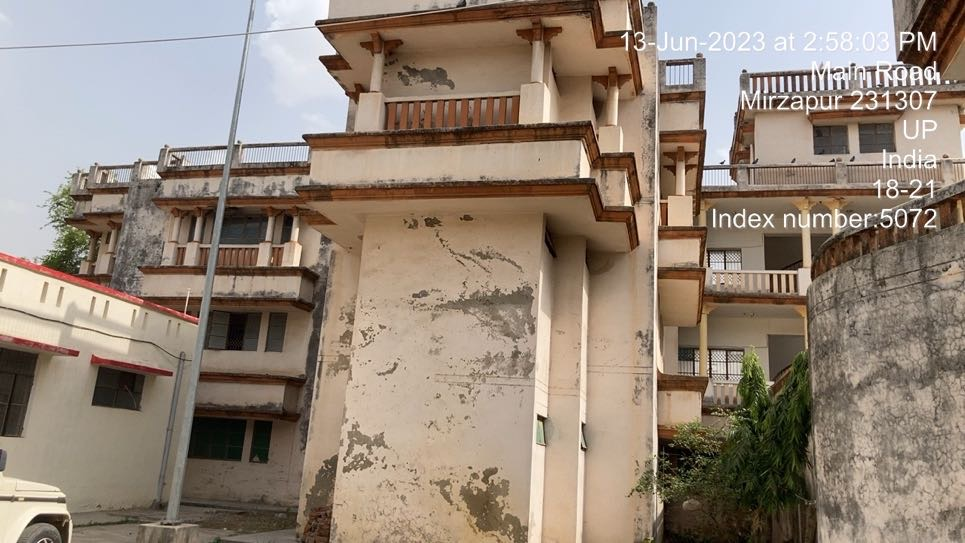 13-Jun-2023 at 2:58:03 PM
Main Road
Mirzapur 231307
UP
India
18-21
Index number:5072